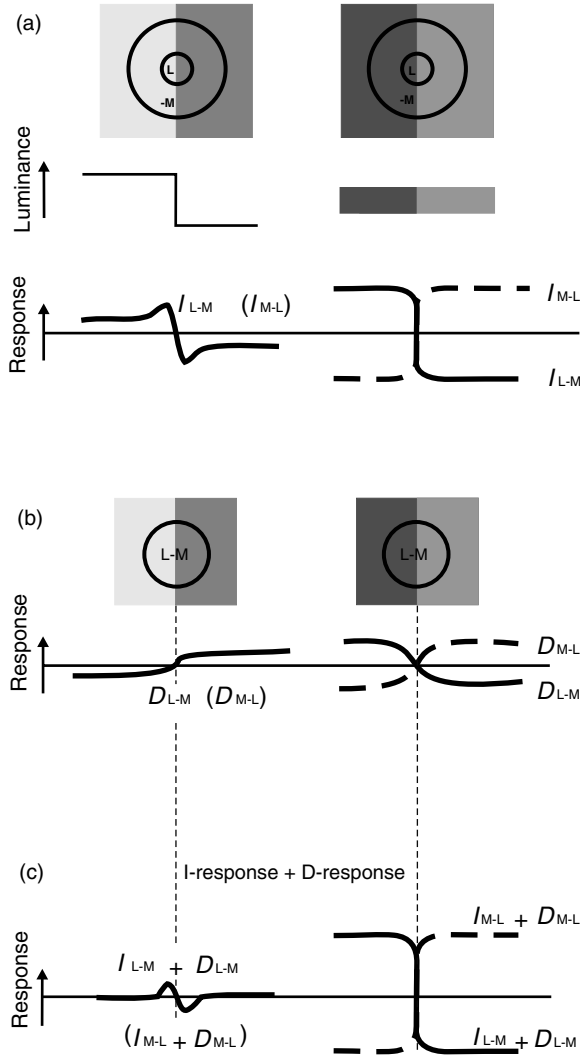 (a)
L
-M
L
-M
Luminance
Response
I L-M (I M-L)
I M-L
I L-M
(b)
L-M
L-M
Response
D L-M (D M-L)
D M-L
D L-M
(c)
I-response + D-response
Response
I L-M + D L-M
(I M-L + D M-L)
I M-L + D M-L
I L-M + D L-M